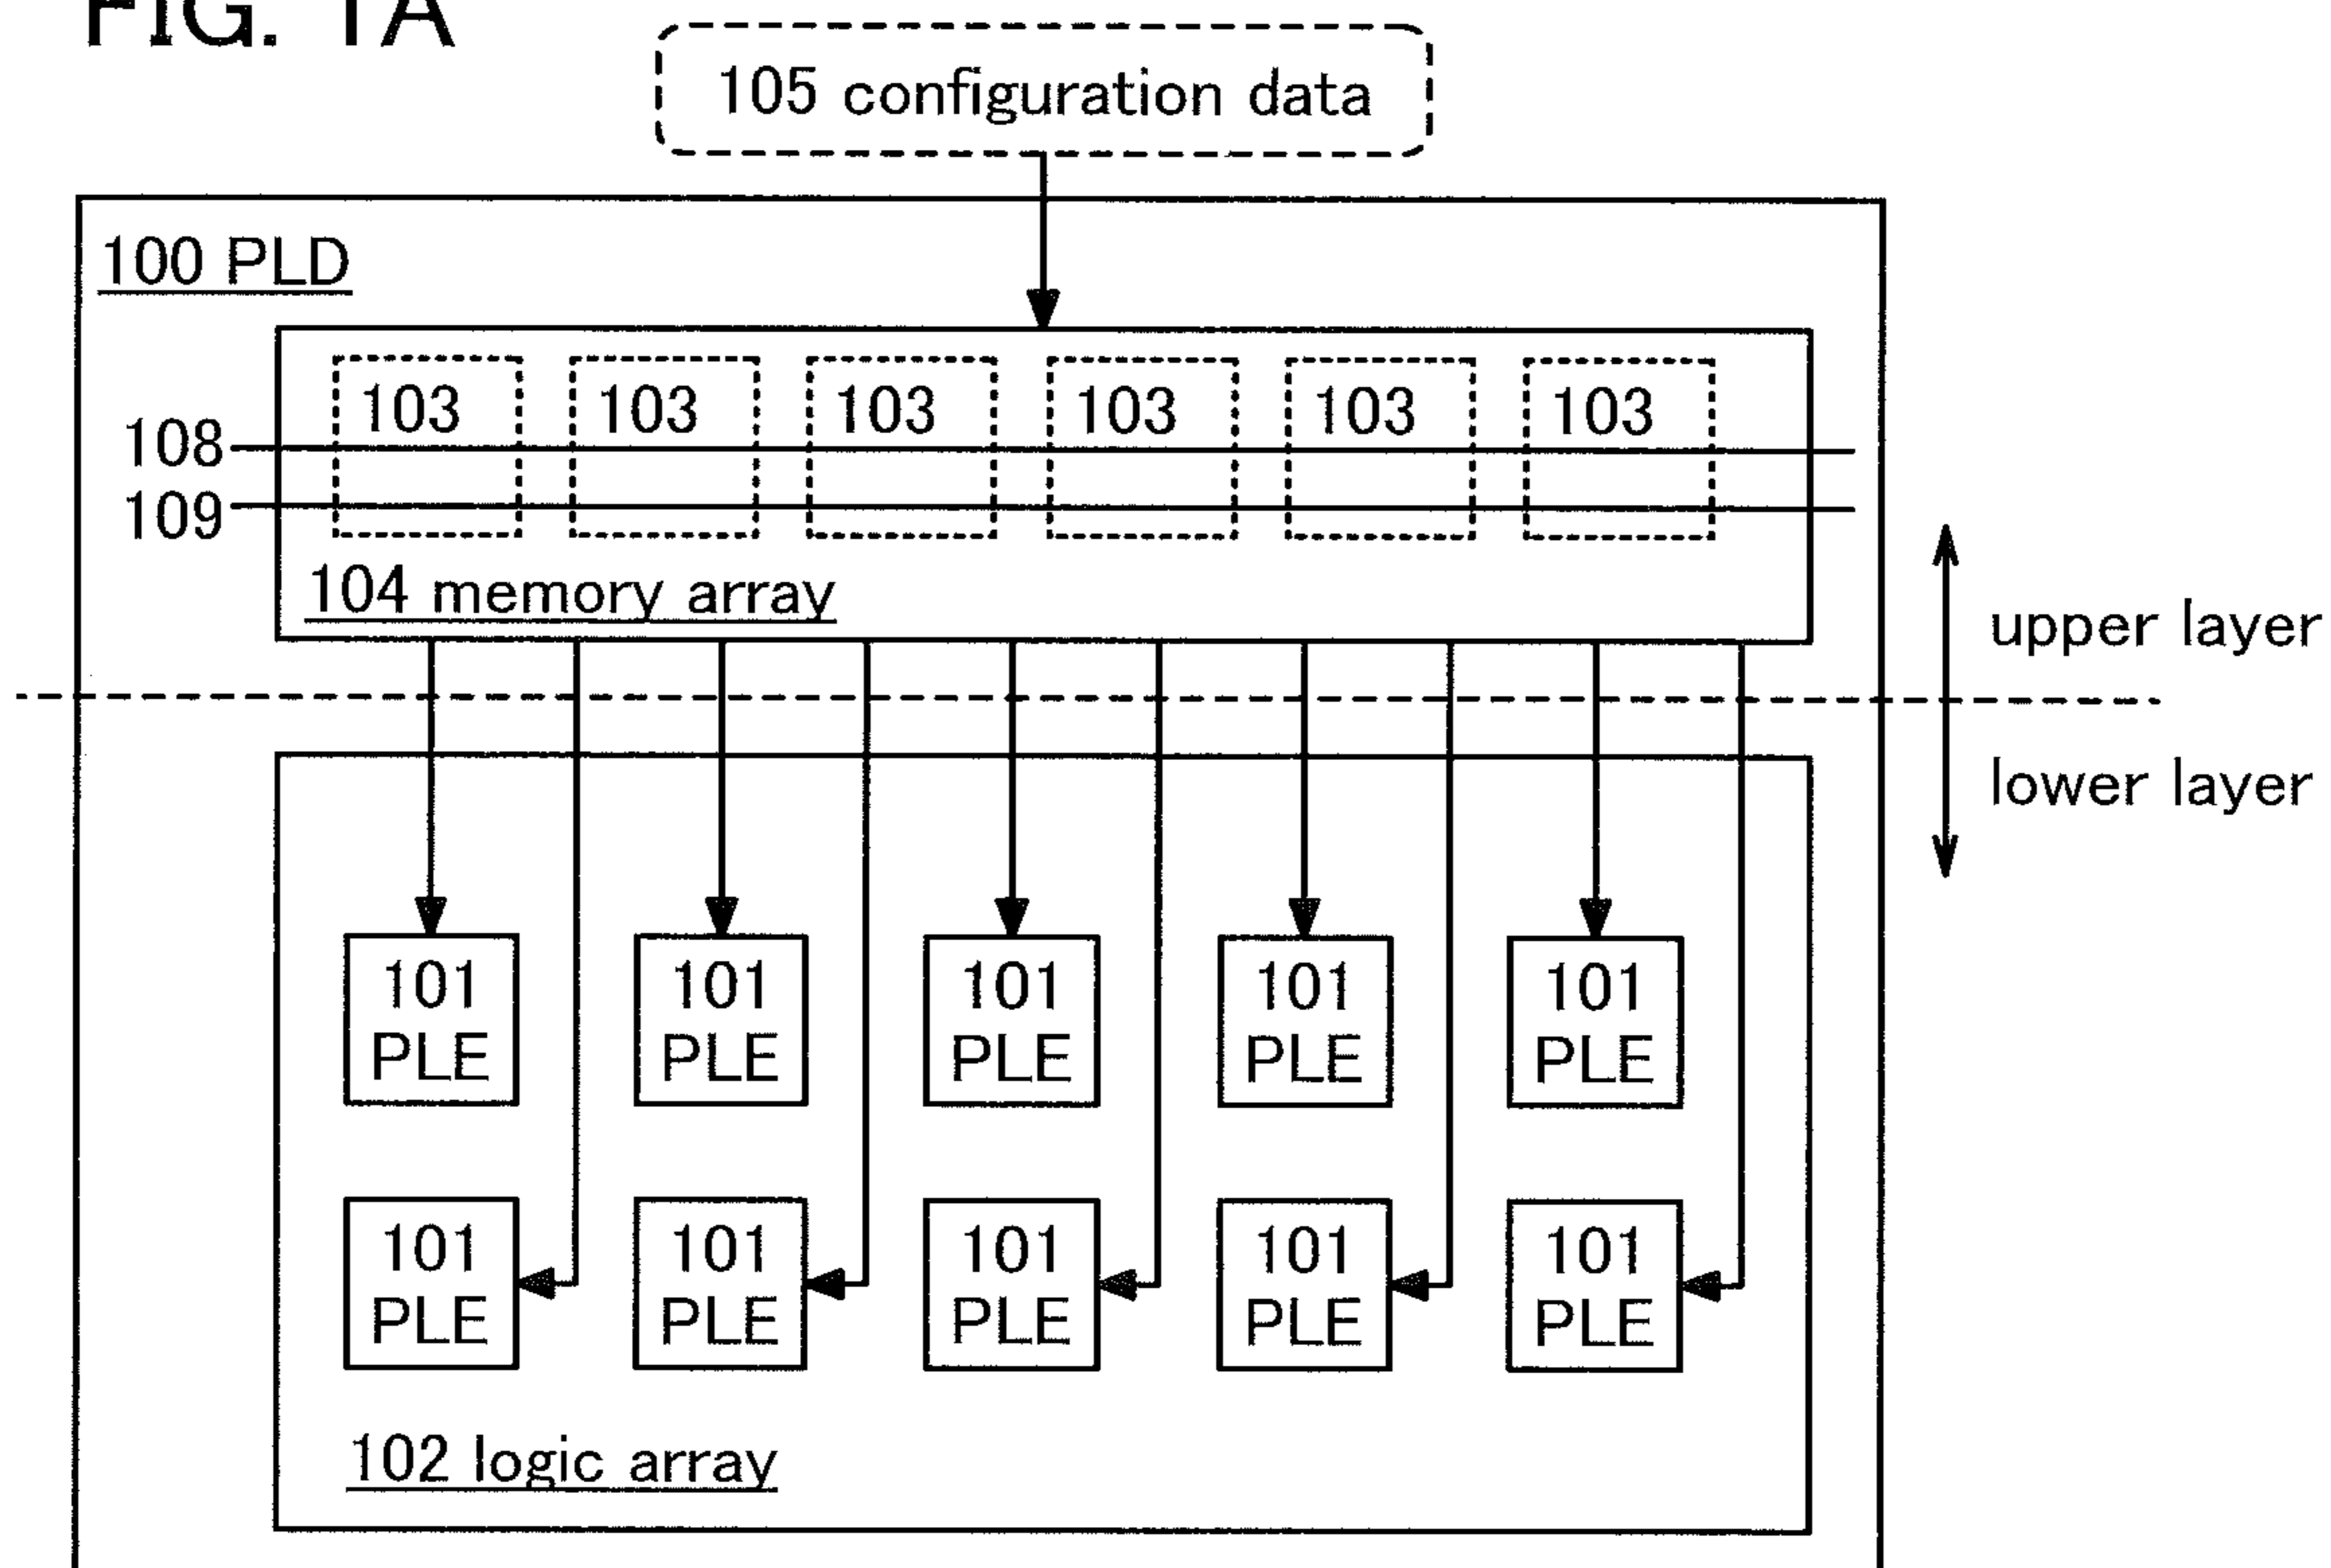 FIG. 1A
105 configuration data
100 PLD
103 103 103 103 103 103
108
109
104 memory array
upper layer
lower layer
101 101 101 101 101
PLE PLE PLE PLE PLE
101 101 101 101 101
PLE PLE PLE PLE PLE
102 logic array